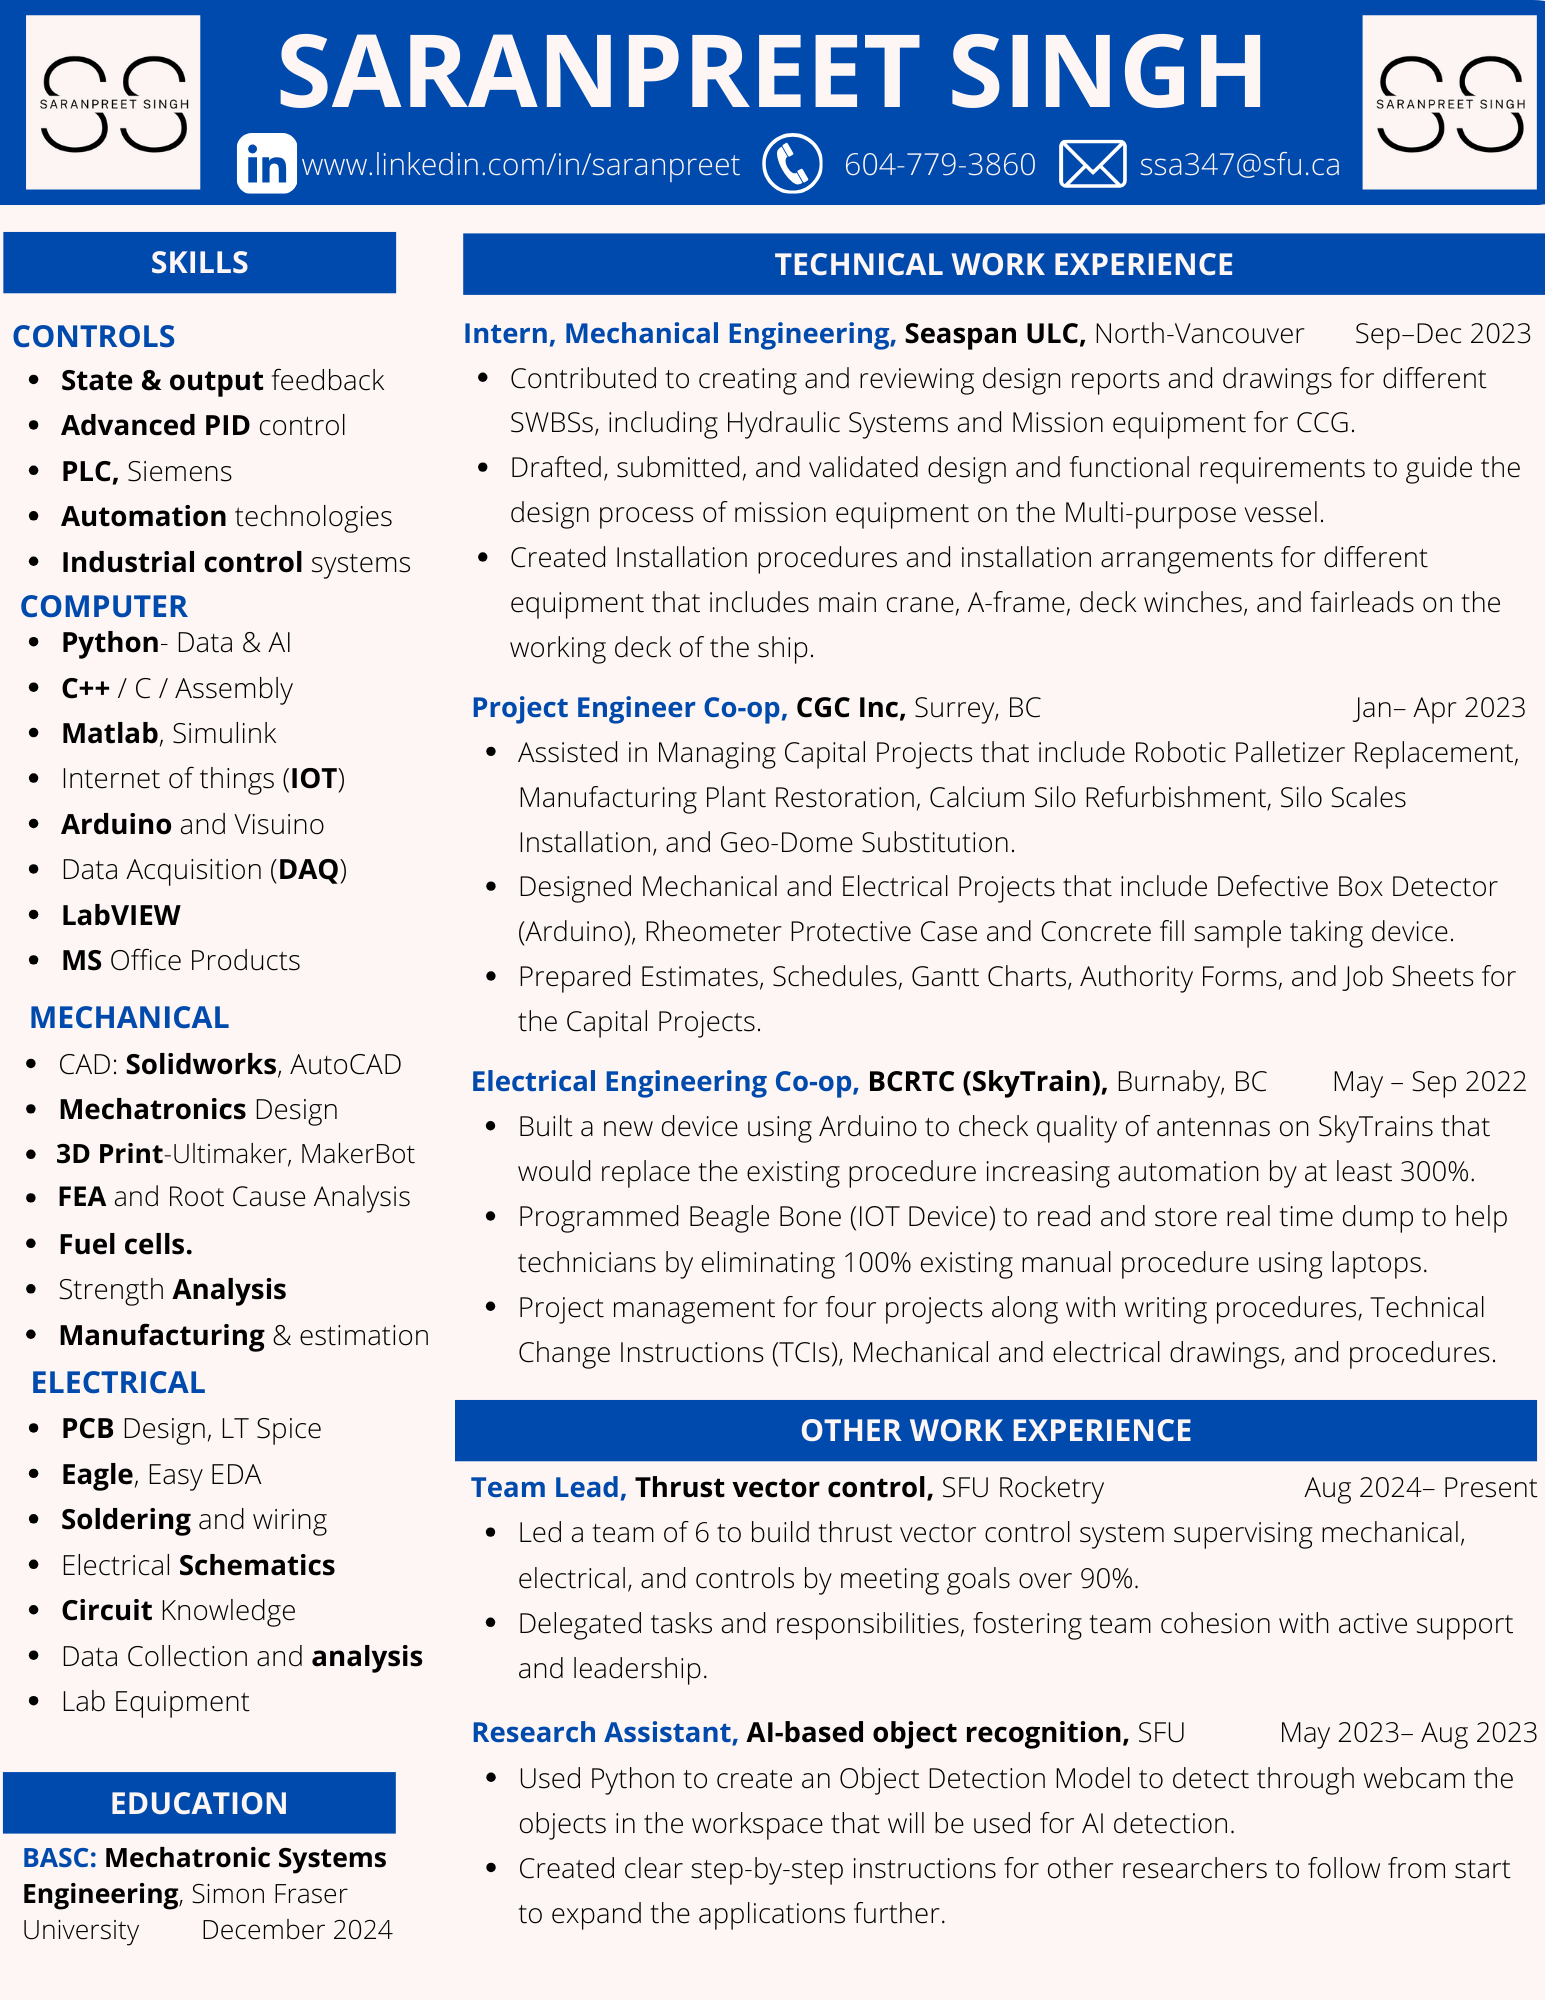 SARANPREET SINGH
SARANPREET SINGH
SARANPREET SINGH
in www.linkedin.com/in/saranpreet 604-779-3860 ssa347@sfu.ca
SKILLS
CONTROLS
• State & output feedback
• Advanced PID control
• PLC, Siemens
• Automation technologies
• Industrial control systems
COMPUTER
• Python- Data & AI
• C++ / C / Assembly
• Matlab, Simulink
• Internet of things (IOT)
• Arduino and Visuino
• Data Acquisition (DAQ)
• LabVIEW
• MS Office Products
MECHANICAL
• CAD: Solidworks, AutoCAD
• Mechatronics Design
• 3D Print-Ultimaker, MakerBot
• FEA and Root Cause Analysis
• Fuel cells.
• Strength Analysis
• Manufacturing & estimation
ELECTRICAL
• PCB Design, LT Spice
• Eagle, Easy EDA
• Soldering and wiring
• Electrical Schematics
• Circuit Knowledge
• Data Collection and analysis
• Lab Equipment
EDUCATION
BASC: Mechatronic Systems
Engineering, Simon Fraser
University December 2024
TECHNICAL WORK EXPERIENCE
Intern, Mechanical Engineering, Seaspan ULC, North-Vancouver Sep–Dec 2023
• Contributed to creating and reviewing design reports and drawings for different
SWBSs, including Hydraulic Systems and Mission equipment for CCG.
• Drafted, submitted, and validated design and functional requirements to guide the
design process of mission equipment on the Multi-purpose vessel.
• Created Installation procedures and installation arrangements for different
equipment that includes main crane, A-frame, deck winches, and fairleads on the
working deck of the ship.
Project Engineer Co-op, CGC Inc, Surrey, BC Jan– Apr 2023
• Assisted in Managing Capital Projects that include Robotic Palletizer Replacement,
Manufacturing Plant Restoration, Calcium Silo Refurbishment, Silo Scales
Installation, and Geo-Dome Substitution.
• Designed Mechanical and Electrical Projects that include Defective Box Detector
(Arduino), Rheometer Protective Case and Concrete fill sample taking device.
• Prepared Estimates, Schedules, Gantt Charts, Authority Forms, and Job Sheets for
the Capital Projects.
Electrical Engineering Co-op, BCRTC (SkyTrain), Burnaby, BC May – Sep 2022
• Built a new device using Arduino to check quality of antennas on SkyTrains that
would replace the existing procedure increasing automation by at least 300%.
• Programmed Beagle Bone (IOT Device) to read and store real time dump to help
technicians by eliminating 100% existing manual procedure using laptops.
• Project management for four projects along with writing procedures, Technical
Change Instructions (TCIs), Mechanical and electrical drawings, and procedures.
OTHER WORK EXPERIENCE
Team Lead, Thrust vector control, SFU Rocketry Aug 2024– Present
• Led a team of 6 to build thrust vector control system supervising mechanical,
electrical, and controls by meeting goals over 90%.
• Delegated tasks and responsibilities, fostering team cohesion with active support
and leadership.
Research Assistant, AI-based object recognition, SFU May 2023– Aug 2023
• Used Python to create an Object Detection Model to detect through webcam the
objects in the workspace that will be used for AI detection.
• Created clear step-by-step instructions for other researchers to follow from start
to expand the applications further.